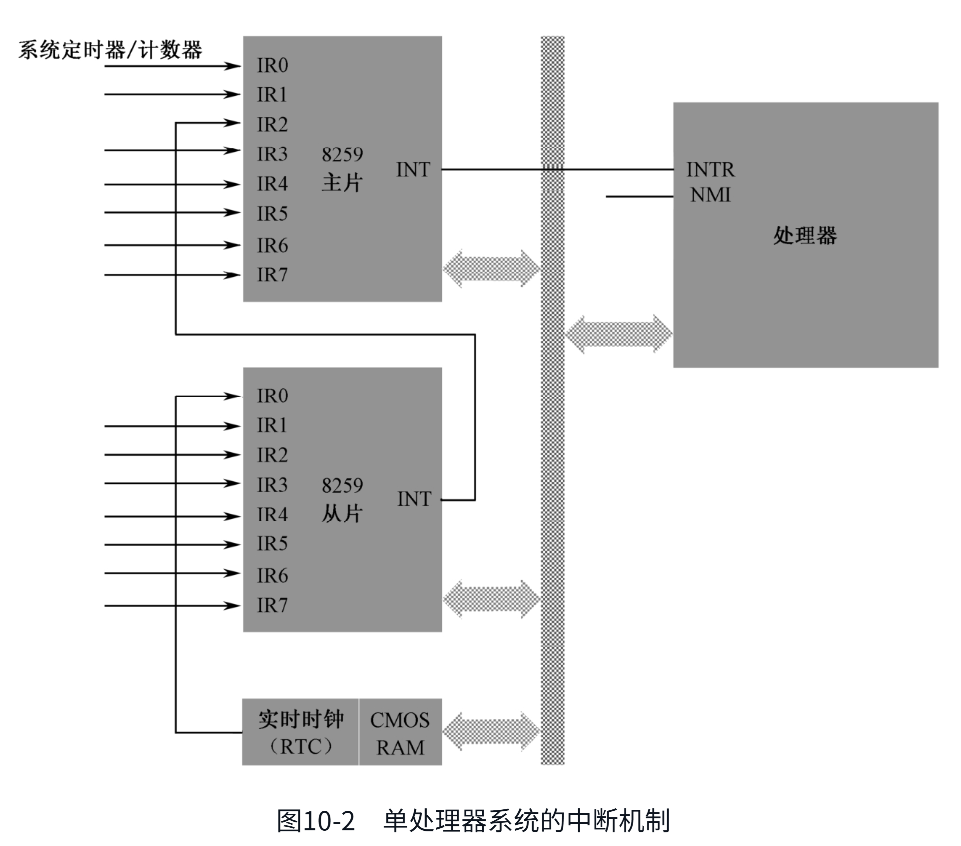 系统定时器/计数器
IR0
IR1
IR2
IR3
IR4
IR5
IR6
IR7
8259
主片
INT
INTR
NMI
处理器
IR0
IR1
IR2
IR3
IR4
IR5
IR6
IR7
8259
从片
INT
实时时钟
（RTC）
CMOS
RAM
图10-2 单处理器系统的中断机制